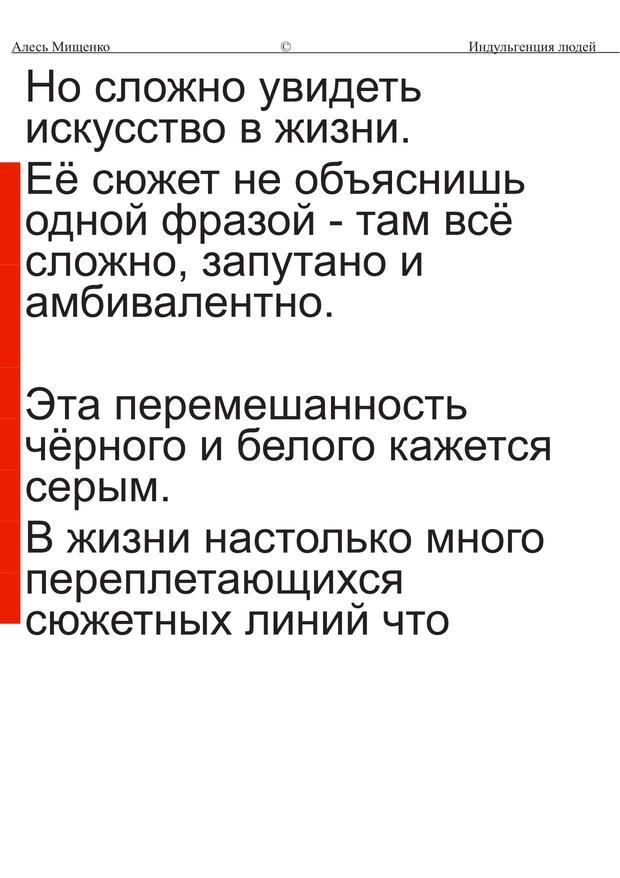 Алесь Мищенко © Индульгенция людей
Но сложно увидеть
искусство в жизни.
Её сюжет не объяснишь
одной фразой - там всё
сложно, запутано и
амбивалентно.
Эта перемешанность
чёрного и белого кажется
серым.
В жизни настолько много
переплетающихся
сюжетных линий что